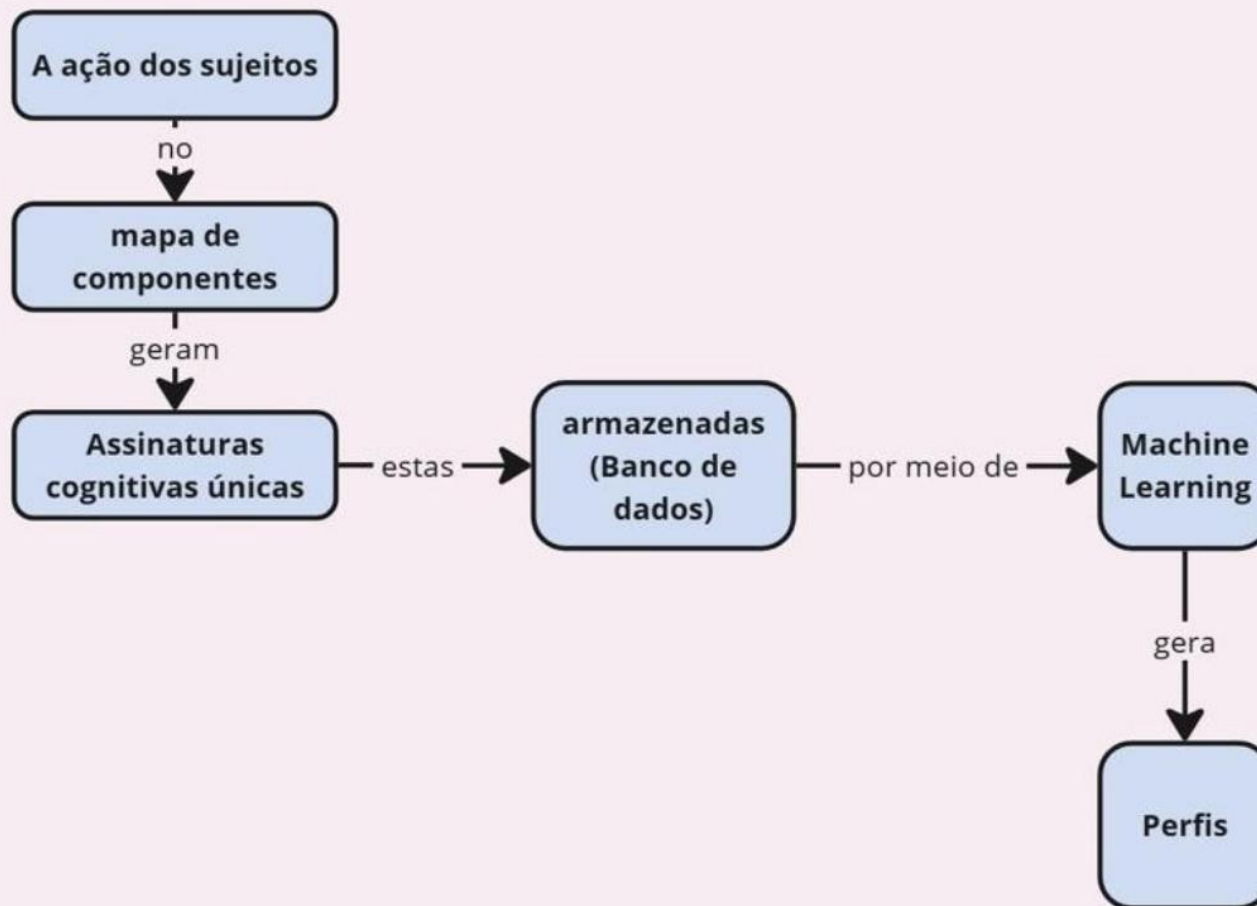 A ação dos sujeitos
no
mapa de
componentes
geram
Assinaturas
cognitivas únicas
estas
armazenadas
(Banco de
dados)
por meio de
Machine
Learning
gera
Perfis